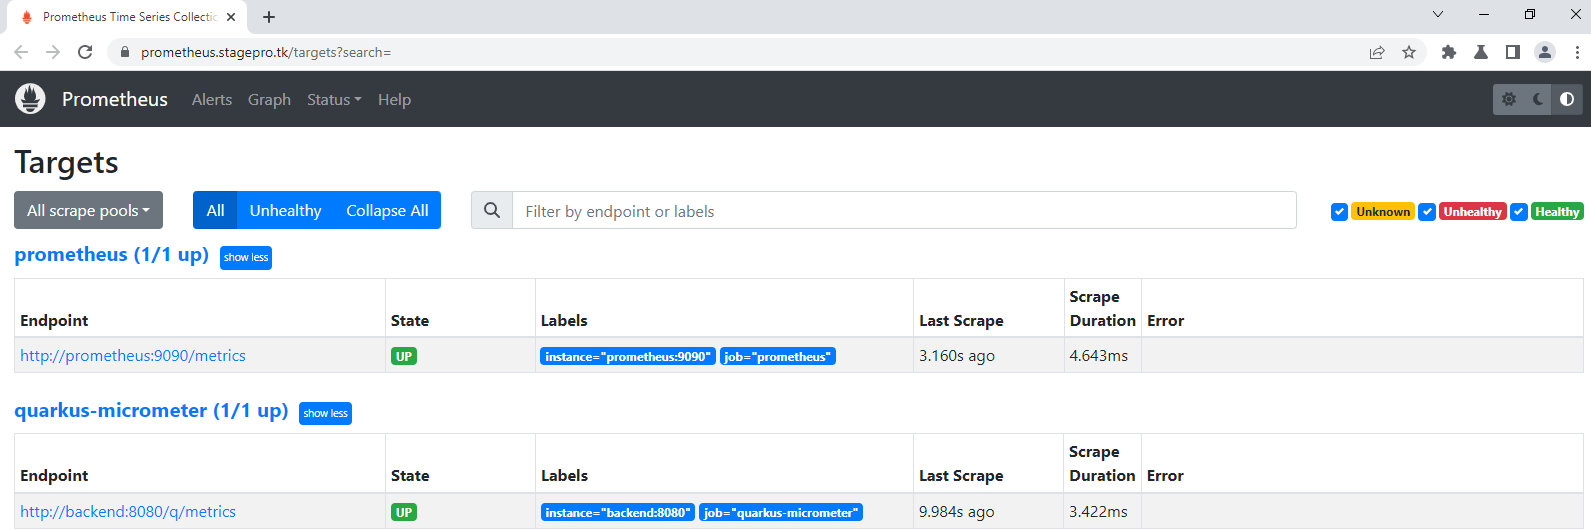 Prometheus Time Series Collectio
prometheus.stagepro.tk/targets?search=
Prometheus Alerts Graph Status Help
Targets
All scrape pools All Unhealthy Collapse All Filter by endpoint or labels Unknown Unhealthy Healthy
prometheus (1/1 up) show less
Endpoint State Labels Last Scrape Scrape Duration Error
http://prometheus:9090/metrics UP instance="prometheus:9090" job="prometheus" 3.160s ago 4.643ms
quarkus-micrometer (1/1 up) show less
Endpoint State Labels Last Scrape Scrape Duration Error
http://backend:8080/q/metrics UP instance="backend:8080" job="quarkus-micrometer" 9.984s ago 3.422ms